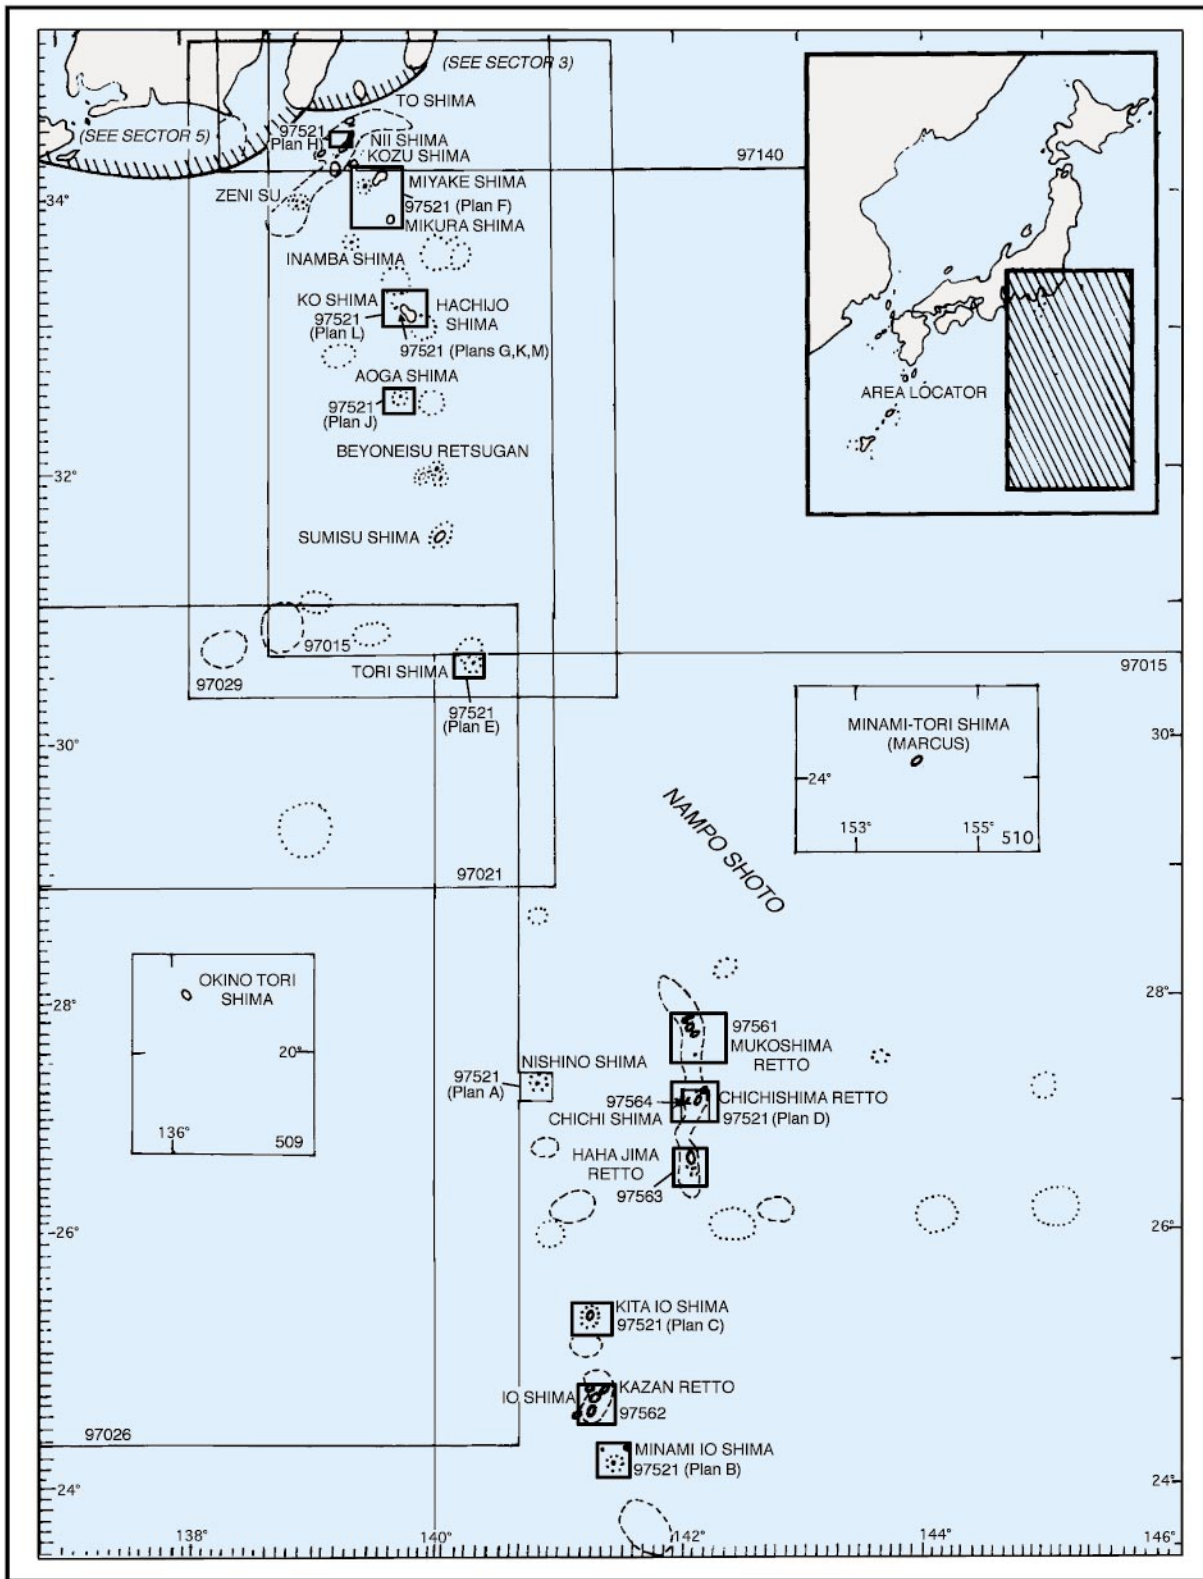 (SEE SECTOR 3)
TO SHIMA
(SEE SECTOR 5)
97521
(Plan H)
NII SHIMA
KOZU SHIMA
97140
MIYAKE SHIMA
ZENI SU
97521 (Plan F)
34°
MIKURA SHIMA
INAMBA SHIMA
KO SHIMA
97521
(Plan L)
HACHIJO
SHIMA
97521 (Plans G,K,M)
AOGA SHIMA
97521
(Plan J)
AREA LOCATOR
BEYONEISU RETSUGAN
32°
SUMISU SHIMA
97015
TORI SHIMA
97015
97029
97521
(Plan E)
30°
30°
MINAMI-TORI SHIMA
(MARCUS)
24°
153°
155°
510
NAMPO SHOTO
97021
OKINO TORI
SHIMA
20°
136°
509
28°
28°
97561
MUKOSHIMA
RETTO
NISHINO SHIMA
97521
(Plan A)
97564
CHICHI SHIMA
CHICHISHIMA RETTO
97521 (Plan D)
HAHA JIMA
RETTO
97563
26°
26°
KITA IO SHIMA
97521 (Plan C)
IO SHIMA
KAZAN RETTO
97562
97026
MINAMI IO SHIMA
97521 (Plan B)
24°
24°
138°
140°
142°
144°
146°